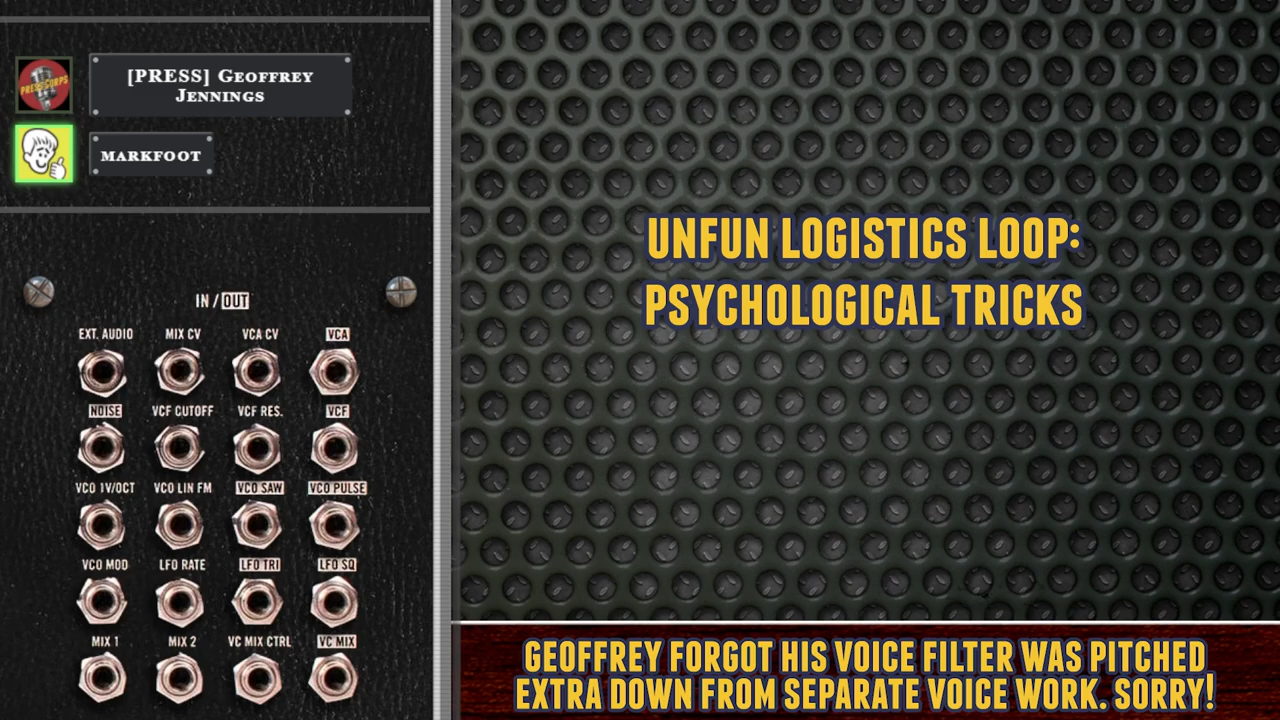 PRESS CORPS
[PRESS] GEOFFREY
JENNINGS
MARKFOOT
IN / OUT
EXT. AUDIO MIX CV VCA CV VCA
NOISE VCF CUTOFF VCF RES. VCF
VCO 1V/OCT VCO LIN FM VCO SAW VCO PULSE
VCO MOD LFO RATE LFO TRI LFO SQ
MIX 1 MIX 2 VC MIX CTRL VC MIX
UNFUN LOGISTICS LOOP:
PSYCHOLOGICAL TRICKS
GEOFFREY FORGOT HIS VOICE FILTER WAS PITCHED
EXTRA DOWN FROM SEPARATE VOICE WORK. SORRY!